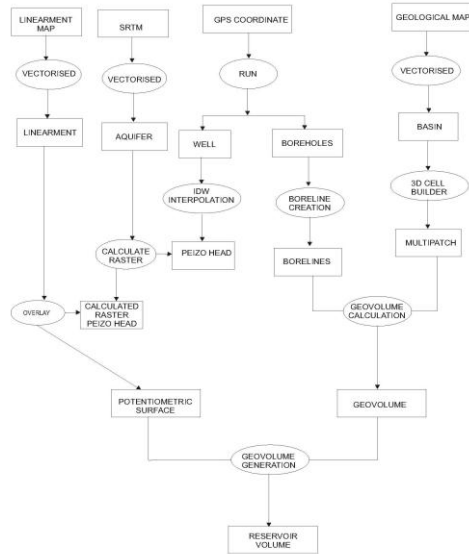 LINEARMENT
MAP
SRTM
GPS COORDINATE
GEOLOGICAL MAP
VECTORISED
VECTORISED
RUN
VECTORISED
LINEARMENT
AQUIFER
WELL
BOREHOLES
BASIN
IDW
INTERPOLATION
BORELINE
CREATION
3D CELL
BUILDER
CALCULATE
RASTER
PEIZO HEAD
BORELINES
MULTIPATCH
OVERLAY
CALCULATED
RASTER
PEIZO HEAD
GEOVOLUME
CALCULATION
POTENTIOMETRIC
SURFACE
GEOVOLUME
GEOVOLUME
GENERATION
RESERVOIR
VOLUME